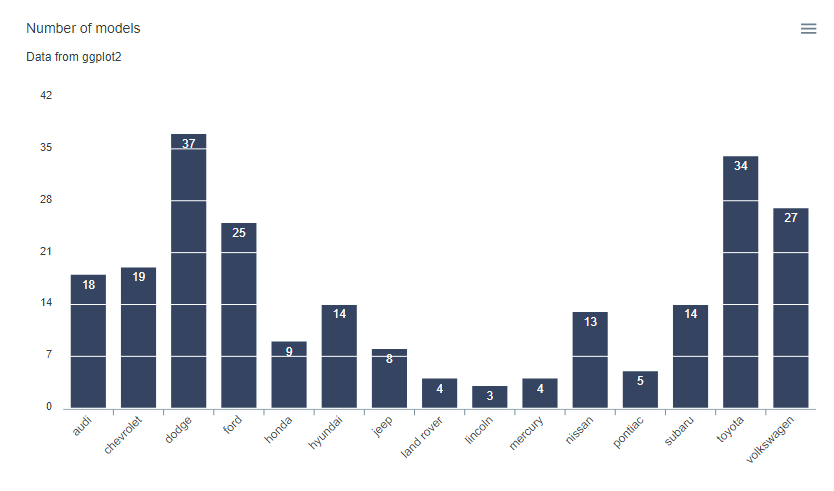 Number of models
Data from ggplot2
42
35
28
21
14
7
0
18
19
37
25
9
14
8
4
3
4
13
5
14
34
27
audi
chevrolet
dodge
ford
honda
hyundai
jeep
land rover
lincoln
mercury
nissan
pontiac
subaru
toyota
volkswagen